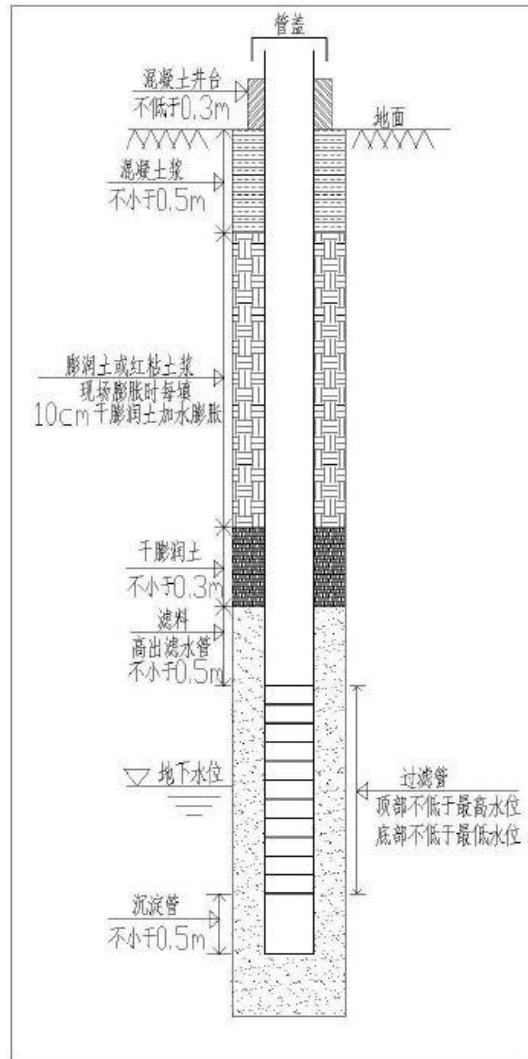 管盖
混凝土井台
不低于0.3m
地面
混凝土浆
不小于0.5m
膨润土或红粘土浆
现场膨胀时每填
10cm干膨润土加水膨胀
干膨润土
不小于0.3m
滤料
高出滤水管
不小于0.5m
地下水位
过滤管
顶部不低于最高水位
底部不低于最低水位
沉淀管
不小于0.5m